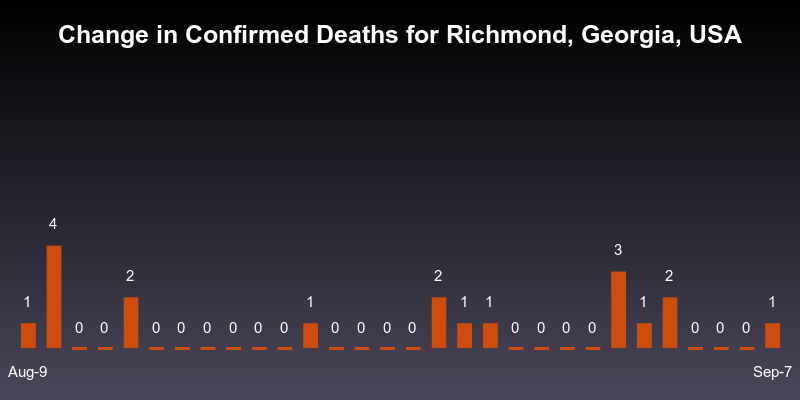 Change in Confirmed Deaths for Richmond, Georgia, USA
1 4 0 0 2 0 0 0 0 0 0 1 0 0 0 0 2 1 1 0 0 0 0 3 1 2 0 0 0 1
Aug-9 Sep-7